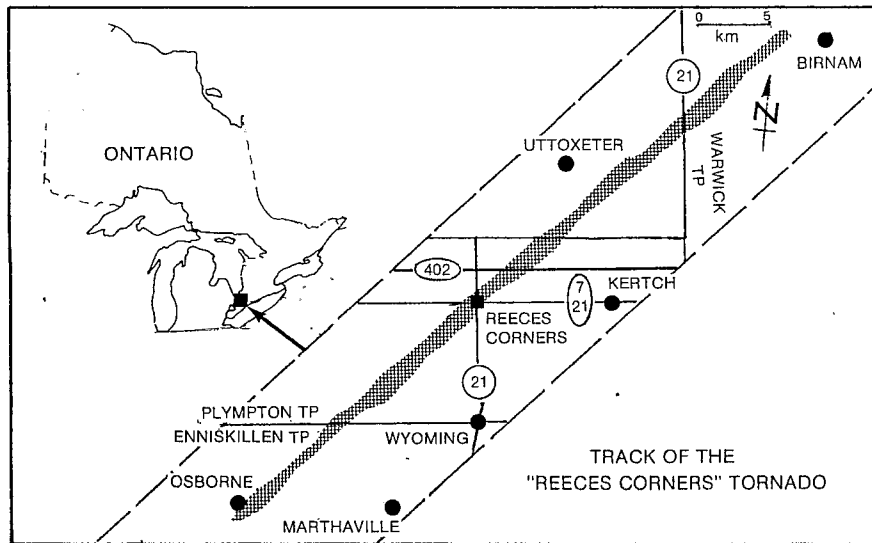 0 5
km
BIRNAM
21
N
ONTARIO
UTTOXETER
WARWICK
TP
402
7
21
KERTCH
REECES
CORNERS
21
PLYMPTON TP
ENNISKILLEN TP
WYOMING
OSBORNE
MARTHAVILLE
TRACK OF THE
"REECES CORNERS" TORNADO